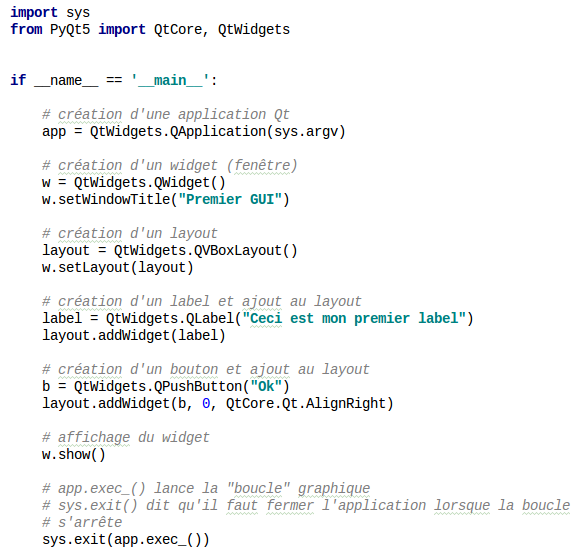 import sys
from PyQt5 import QtCore, QtWidgets
if __name__ == '__main__':
# création d'une application Qt
app = QtWidgets.QApplication(sys.argv)
# création d'un widget (fenêtre)
w = QtWidgets.QWidget()
w.setWindowTitle("Premier GUI")
# création d'un layout
layout = QtWidgets.QVBoxLayout()
w.setLayout(layout)
# création d'un label et ajout au layout
label = QtWidgets.QLabel("Ceci est mon premier label")
layout.addWidget(label)
# création d'un bouton et ajout au layout
b = QtWidgets.QPushButton("Ok")
layout.addWidget(b, 0, QtCore.Qt.AlignRight)
# affichage du widget
w.show()
# app.exec_() lance la "boucle" graphique
# sys.exit() dit qu'il faut fermer l'application lorsque la boucle
# s'arrête
sys.exit(app.exec_())